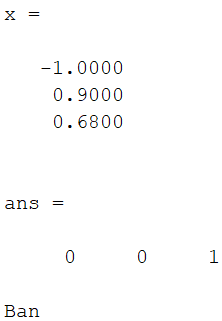 x =
-1.0000
0.9000
0.6800
ans =
0 0 1
Ban